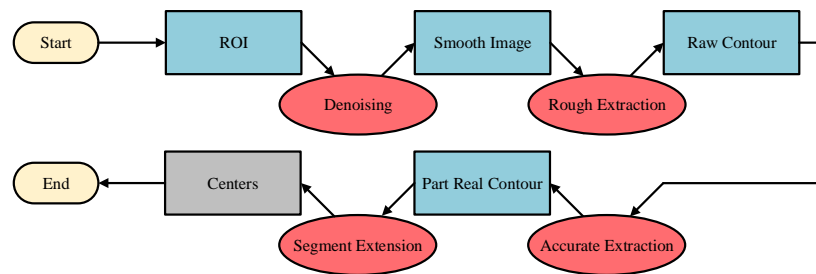 Start
ROI
Denoising
Smooth Image
Rough Extraction
Raw Contour
Accurate Extraction
Part Real Contour
Segment Extension
Centers
End